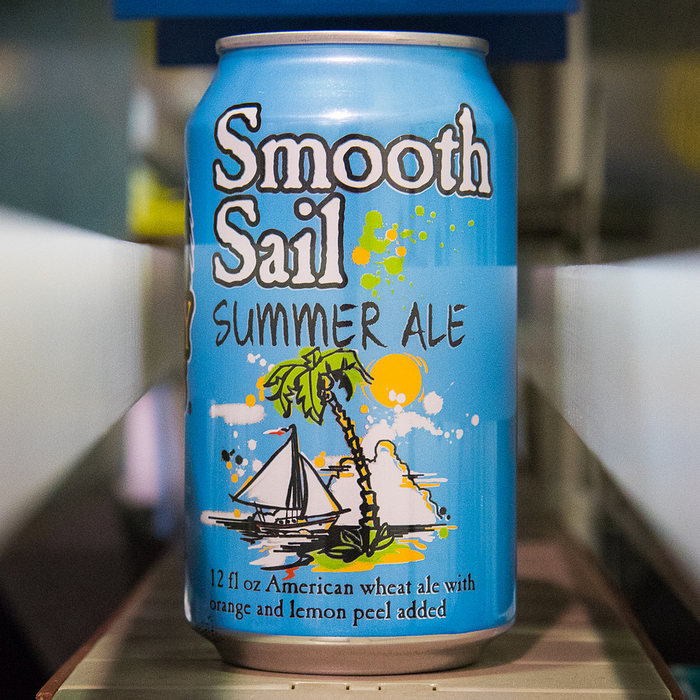 Smooth
Sail
SUMMER ALE
12 fl oz American wheat ale with
orange and lemon peel added